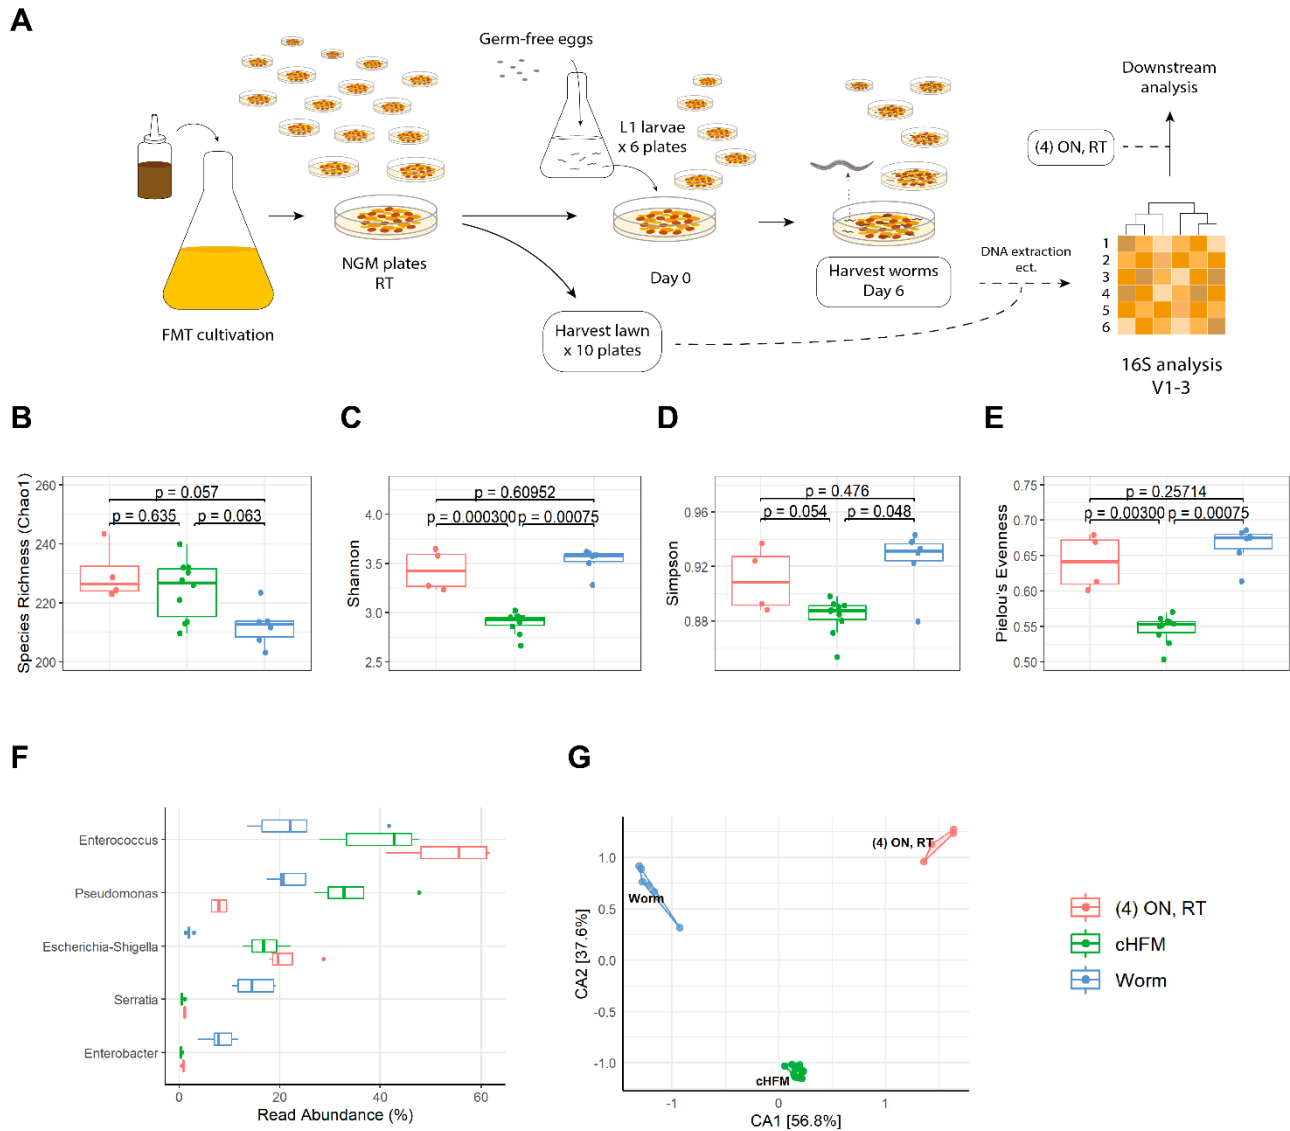 A
Germ-free eggs
L1 larvae
x 6 plates
Downstream
analysis
(4) ON, RT
FMT cultivation
NGM plates
RT
Day 0
Harvest worms
Day 6
Harvest lawn
x 10 plates
DNA extraction
ect.
1
2
3
4
5
6
16S analysis
V1-3
B
Species Richness (Chao1)
260
240
220
200
p = 0.057
p = 0.635
p = 0.063
C
Shannon
4.0
3.5
3.0
2.5
p = 0.60952
p = 0.000300
p = 0.00075
D
Simpson
0.96
0.92
0.88
p = 0.476
p = 0.054
p = 0.048
E
Pielou's Evenness
0.75
0.70
0.65
0.60
0.55
0.50
p = 0.25714
p = 0.00300
p = 0.00075
F
Enterococcus
Pseudomonas
Escherichia-Shigella
Serratia
Enterobacter
0
20
40
60
Read Abundance (%)
G
CA2 [37.6%]
1.0
0.5
0.0
-0.5
-1.0
(4) ON, RT
Worm
cHFM
-1
0
1
CA1 [56.8%]
(4) ON, RT
cHFM
Worm